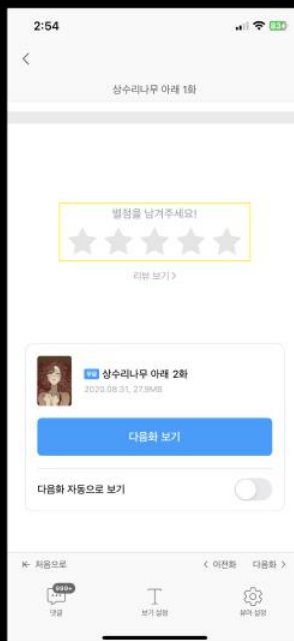 2:54
83
상수리나무 아래 1화
별점을 남겨주세요!
리뷰 보기 >
무료 상수리나무 아래 2화
2020.08.31, 27.9MB
다음화 보기
다음화 자동으로 보기
처음으로
< 이전화 다음화 >
999+
댓글
보기 설정
뷰어 설정